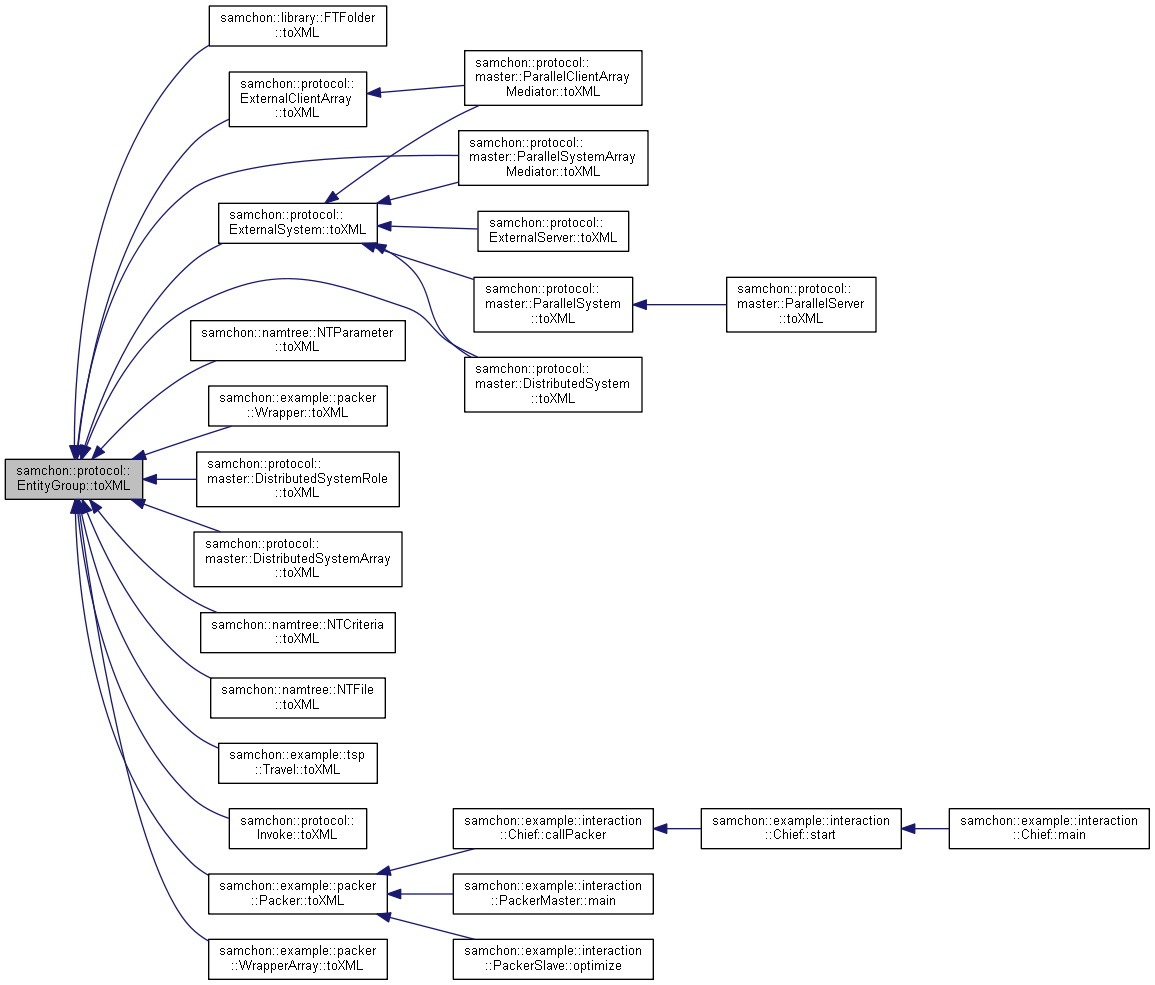 samchon::library::FTFolder
::toXML
samchon::protocol::
ExternalClientArray
::toXML
samchon::protocol::
master::ParallelClientArray
Mediator::toXML
samchon::protocol::
master::ParallelSystemArray
Mediator::toXML
samchon::protocol::
ExternalSystem::toXML
samchon::protocol::
ExternalServer::toXML
samchon::protocol::
master::ParallelSystem
::toXML
samchon::protocol::
master::ParallelServer
::toXML
samchon::namtree::NTParameter
::toXML
samchon::protocol::
master::DistributedSystem
::toXML
samchon::example::packer
::Wrapper::toXML
samchon::protocol::
EntityGroup::toXML
samchon::protocol::
master::DistributedSystemRole
::toXML
samchon::protocol::
master::DistributedSystemArray
::toXML
samchon::namtree::NTCriteria
::toXML
samchon::namtree::NTFile
::toXML
samchon::example::tsp
::Travel::toXML
samchon::protocol::
Invoke::toXML
samchon::example::interaction
::Chief::callPacker
samchon::example::interaction
::Chief::start
samchon::example::interaction
::Chief::main
samchon::example::packer
::Packer::toXML
samchon::example::interaction
::PackerMaster::main
samchon::example::packer
::WrapperArray::toXML
samchon::example::interaction
::PackerSlave::optimize